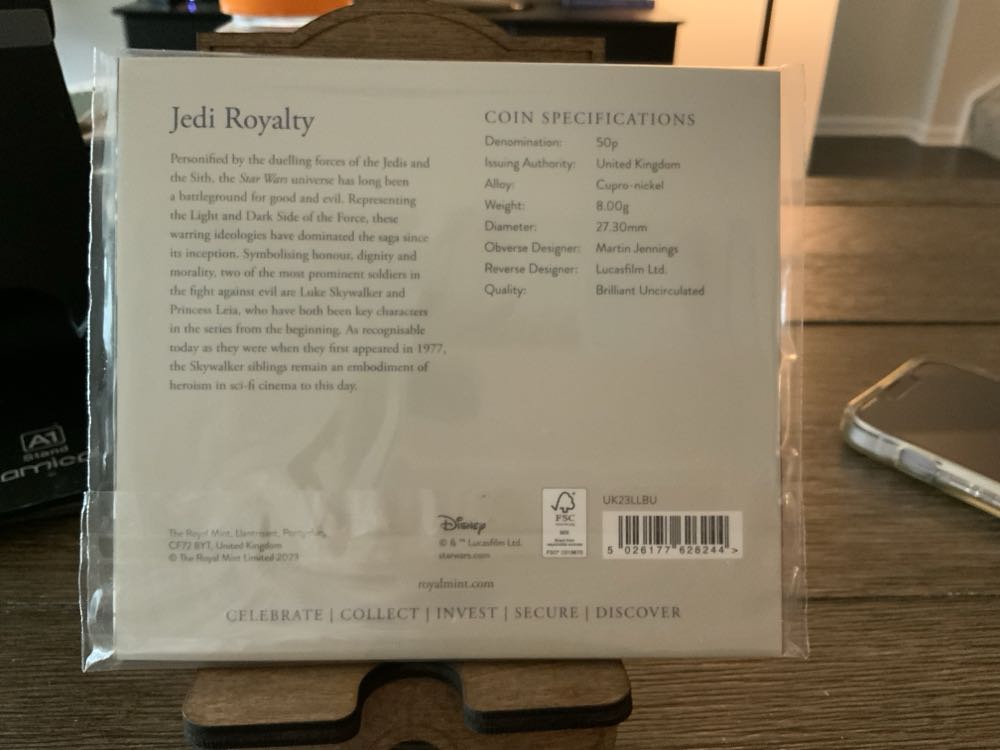 Jedi Royalty
Personified by the duelling forces of the Jedis and
the Sith, the Star Wars universe has long been
a battleground for good and evil. Representing
the Light and Dark Side of the Force, these
warring ideologies have dominated the saga since
its inception. Symbolising honour, dignity and
morality, two of the most prominent soldiers in
the fight against evil are Luke Skywalker and
Princess Leia, who have both been key characters
in the series from the beginning. As recognisable
today as they were when they first appeared in 1977,
the Skywalker siblings remain an embodiment of
heroism in sci-fi cinema to this day.
COIN SPECIFICATIONS
Denomination: 50p
Issuing Authority: United Kingdom
Alloy: Cupro-nickel
Weight: 8.00g
Diameter: 27.30mm
Obverse Designer: Martin Jennings
Reverse Designer: Lucasfilm Ltd.
Quality: Brilliant Uncirculated
The Royal Mint, Llantrisant, Pontyclun,
CF72 8YT, United Kingdom
© The Royal Mint Limited 2023
Disney
© & ™ Lucasfilm Ltd.
starwars.com
FSC
UK23LLBU
5 026177 628244 >
royalmint.com
CELEBRATE | COLLECT | INVEST | SECURE | DISCOVER
A1
Stand